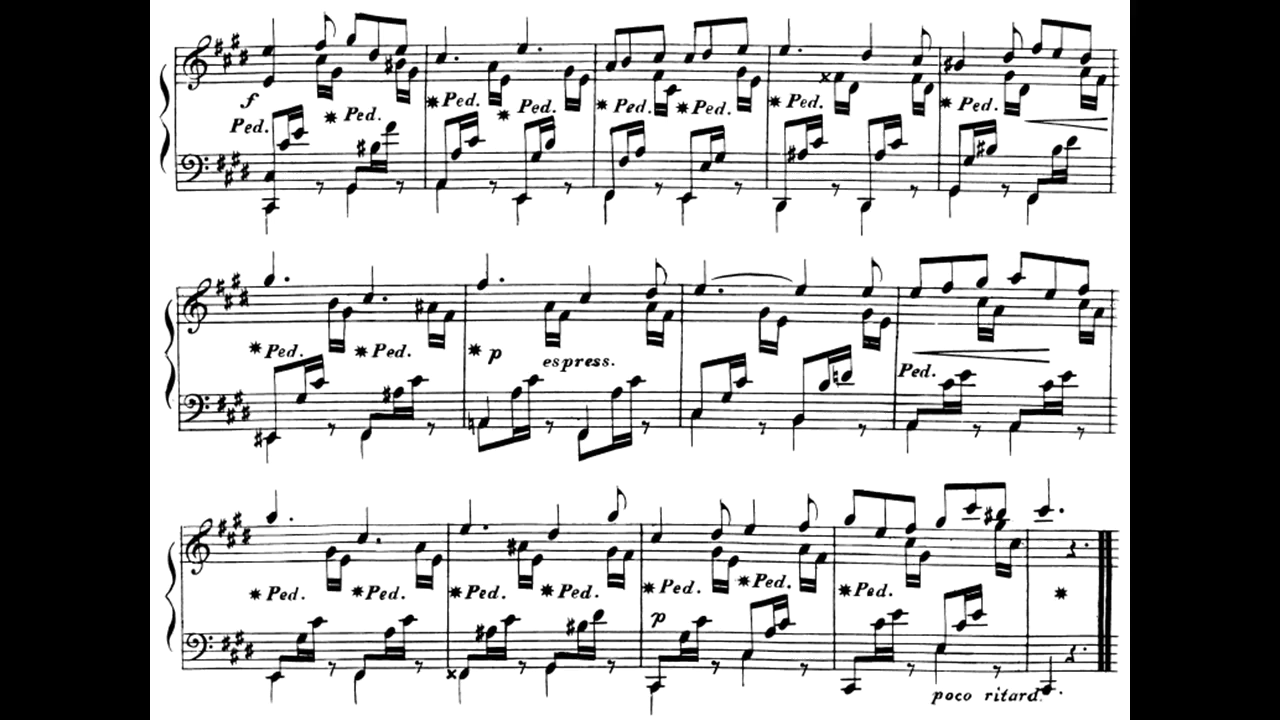 f
Ped. * Ped. * Ped. * Ped. * Ped. * Ped. * Ped. * Ped.
* Ped. * Ped. * p espress. Ped.
* Ped. * Ped. * Ped. * Ped. * Ped. * Ped. * Ped. *
p
poco ritard.